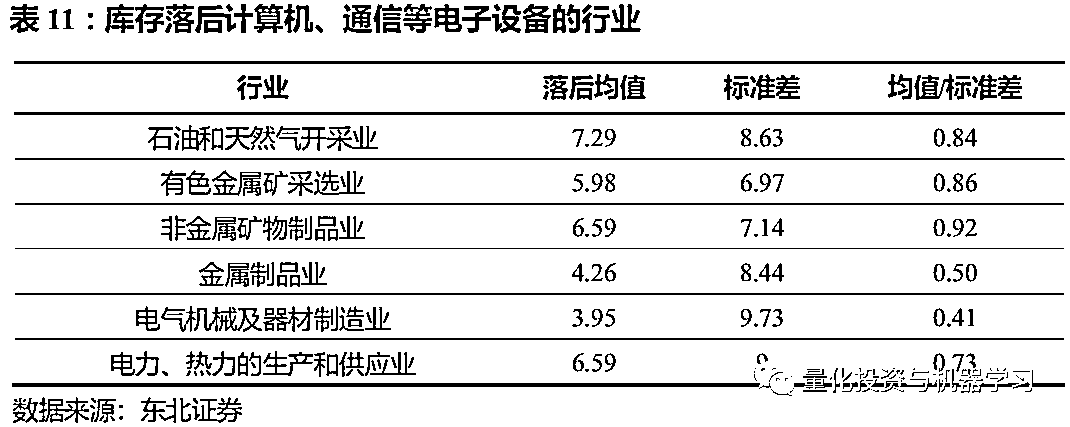 表 11：库存落后计算机、通信等电子设备的行业
行业 落后均值 标准差 均值/标准差
石油和天然气开采业 7.29 8.63 0.84
有色金属矿采选业 5.98 6.97 0.86
非金属矿物制品业 6.59 7.14 0.92
金属制品业 4.26 8.44 0.50
电气机械及器材制造业 3.95 9.73 0.41
电力、热力的生产和供应业 6.59 0.73
量化投资与机器学习
数据来源：东北证券